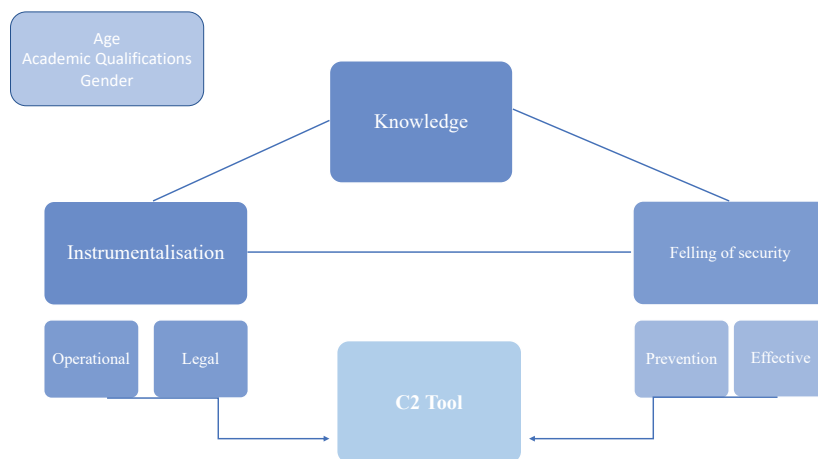 Age
Academic Qualifications
Gender
Knowledge
Instrumentalisation
Felling of security
Operational
Legal
Prevention
Effective
C2 Tool